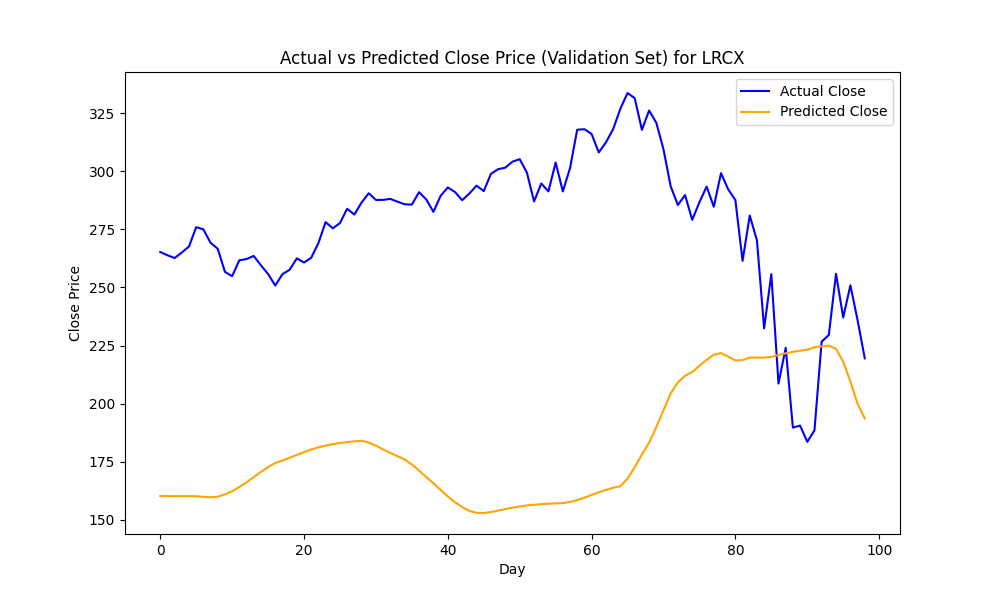 Actual vs Predicted Close Price (Validation Set) for LRCX
Actual Close
Predicted Close
325
300
275
250
225
200
175
150
Close Price
0 20 40 60 80 100
Day